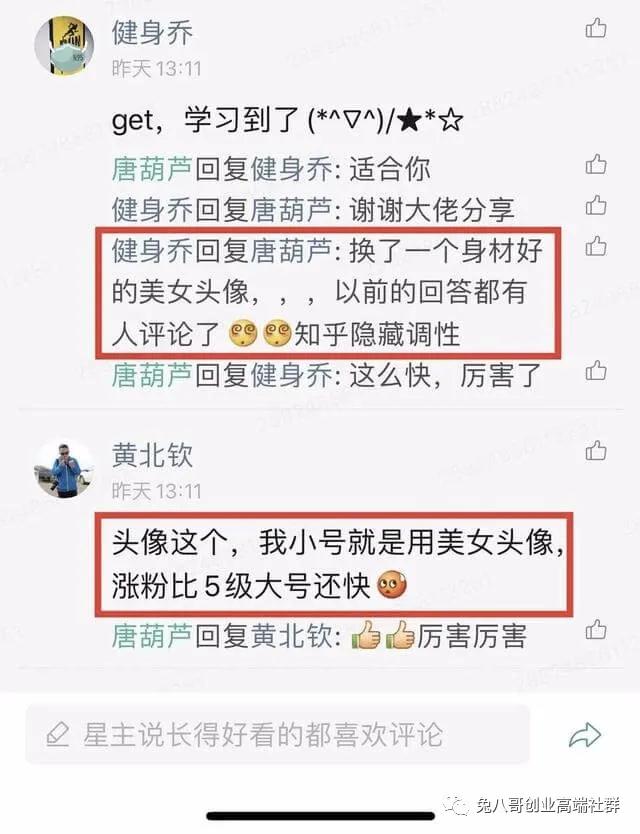 健身乔
昨天 13:11
get，学习到了(*^▽^)/★*☆
唐葫芦回复健身乔: 适合你
健身乔回复唐葫芦: 谢谢大佬分享
健身乔回复唐葫芦: 换了一个身材好
的美女头像，，，以前的回答都有
人评论了😵😵知乎隐藏调性
唐葫芦回复健身乔: 这么快，厉害了
黄北钦
昨天 13:11
头像这个，我小号就是用美女头像，
涨粉比5级大号还快
唐葫芦回复黄北钦: 👍👍厉害厉害
星主说长得好看的都喜欢评论
兔八哥创业高端社群